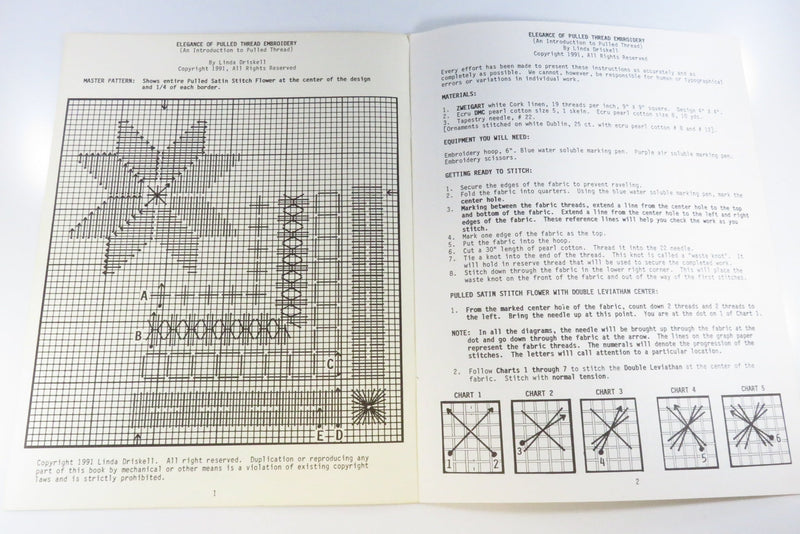 ELEGANCE OF PULLED THREAD EMBROIDERY
(An Introduction to Pulled Thread)
By Linda Driskell
Copyright 1991, All Rights Reserved
MASTER PATTERN: Shows entire Pulled Satin Stitch Flower at the center of the design
and 1/4 of each border.
A
B
C
E D
Copyright 1991 Linda Driskell. All right reserved. Duplication or reproducing any
part of this book by mechanical or other means is a violation of existing copyright
laws and is strictly prohibited.
1
ELEGANCE OF PULLED THREAD EMBROIDERY
(An Introduction to Pulled Thread)
By Linda Driskell
Copyright 1991, All Rights Reserved
Every effort has been made to present these instructions as accurately and as
completely as possible. We cannot, however, be responsible for human or typographical
errors or variations in individual work.
MATERIALS:
1. ZWEIGART white Cork linen, 19 threads per inch, 9" X 9" square. Design 4" X 4".
2. Ecru DMC pearl cotton size 5, 1 skein. Ecru pearl cotton size 8, 10 yds.
3. Tapestry needle, # 22.
[Ornaments stitched on white Dublin, 25 ct. with ecru pearl cotton # 8 and # 12].
EQUIPMENT YOU WILL NEED:
Embroidery hoop, 6". Blue water soluble marking pen. Purple air soluble marking pen.
Embroidery scissors.
GETTING READY TO STITCH:
1. Secure the edges of the fabric to prevent raveling.
2. Fold the fabric into quarters. Using the blue water soluble marking pen, mark the
center hole.
3. Marking between the fabric threads, extend a line from the center hole to the top
and bottom of the fabric. Extend a line from the center hole to the left and right
edges of the fabric. These reference lines will help you check the work as you
stitch.
4. Mark one edge of the fabric as the top.
5. Put the fabric into the hoop.
6. Cut a 30" length of pearl cotton. Thread it into the 22 needle.
7. Tie a knot into the end of the thread. This knot is called a "waste knot". It
will hold in reserve thread that will be used to secure the completed work.
8. Stitch down through the fabric in the lower right corner. This will place the
waste knot on the front of the fabric and out of the way of the first stitches.
PULLED SATIN STITCH FLOWER WITH DOUBLE LEVIATHAN CENTER:
1. From the marked center hole of the fabric, count down 2 threads and 2 threads to
the left. Bring the needle up at this point. You are at the dot on 1 of Chart 1.
NOTE: In all the diagrams, the needle will be brought up through the fabric at the
dot and go down through the fabric at the arrow. The lines on the graph paper
represent the fabric threads. The numerals will denote the progression of the
stitches. The letters will call attention to a particular location.
2. Follow Charts 1 through 7 to stitch the Double Leviathan at the center of the
fabric. Stitch with normal tension.
CHART 1 CHART 2 CHART 3 CHART 4 CHART 5
1 2 3 4 5 6
2